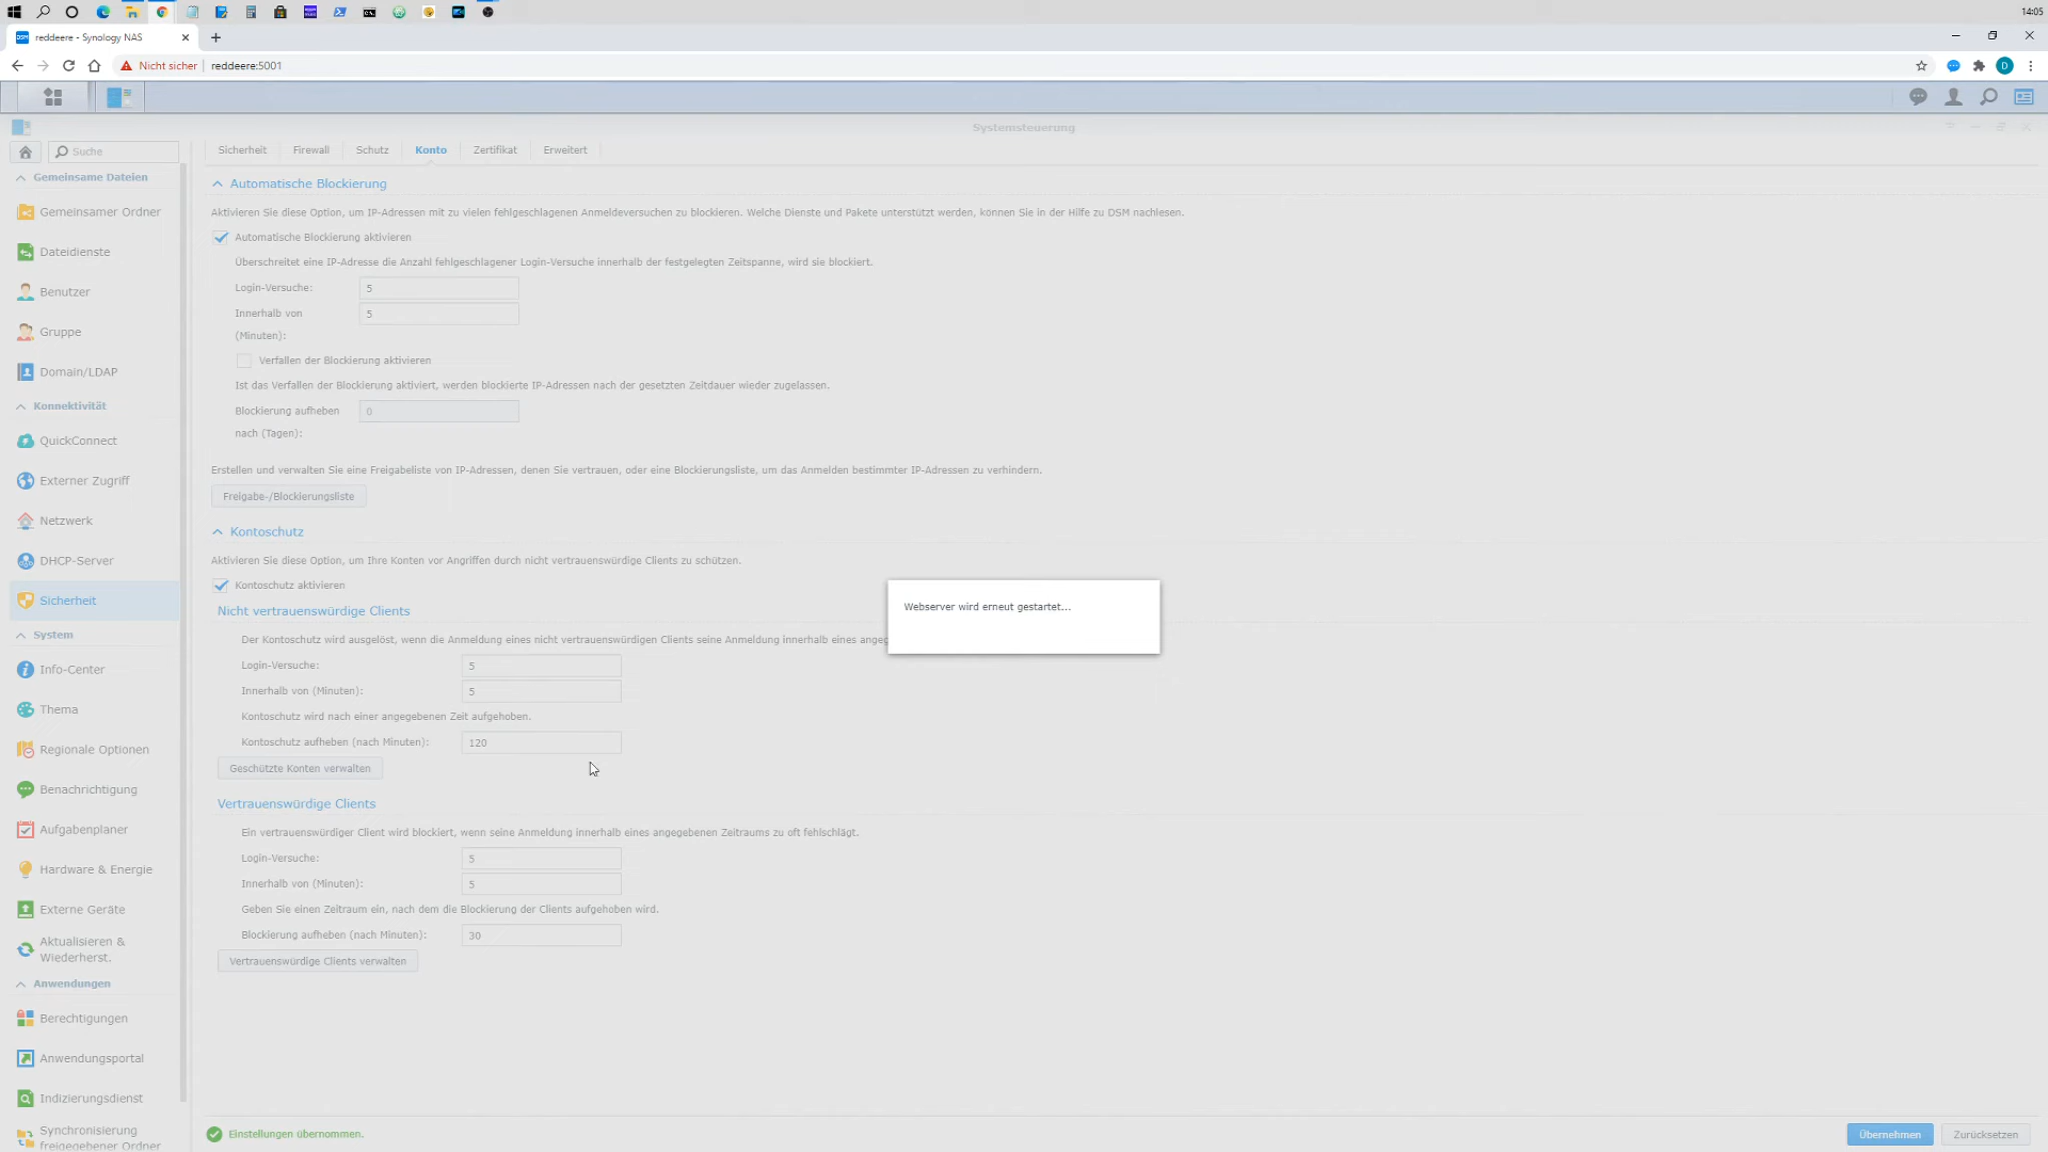 14:05
reddeere - Synology NAS
Nicht sicher
reddeere:5001
D
Systemsteuerung
Suche
Sicherheit
Firewall
Schutz
Konto
Zertifikat
Erweitert
Gemeinsame Dateien
Gemeinsamer Ordner
Dateidienste
Benutzer
Gruppe
Domain/LDAP
Konnektivität
QuickConnect
Externer Zugriff
Netzwerk
DHCP-Server
Sicherheit
System
Info-Center
Thema
Regionale Optionen
Benachrichtigung
Aufgabenplaner
Hardware & Energie
Externe Geräte
Aktualisieren &
Wiederherst.
Anwendungen
Berechtigungen
Anwendungsportal
Indizierungsdienst
Synchronisierung
freigegebener Ordner
Automatische Blockierung
Aktivieren Sie diese Option, um IP-Adressen mit zu vielen fehlgeschlagenen Anmeldeversuchen zu blockieren. Welche Dienste und Pakete unterstützt werden, können Sie in der Hilfe zu DSM nachlesen.
Automatische Blockierung aktivieren
Überschreitet eine IP-Adresse die Anzahl fehlgeschlagener Login-Versuche innerhalb der festgelegten Zeitspanne, wird sie blockiert.
Login-Versuche: 5
Innerhalb von 5
(Minuten):
Verfallen der Blockierung aktivieren
Ist das Verfallen der Blockierung aktiviert, werden blockierte IP-Adressen nach der gesetzten Zeitdauer wieder zugelassen.
Blockierung aufheben 0
nach (Tagen):
Erstellen und verwalten Sie eine Freigabeliste von IP-Adressen, denen Sie vertrauen, oder eine Blockierungsliste, um das Anmelden bestimmter IP-Adressen zu verhindern.
Freigabe-/Blockierungsliste
Kontoschutz
Aktivieren Sie diese Option, um Ihre Konten vor Angriffen durch nicht vertrauenswürdige Clients zu schützen.
Kontoschutz aktivieren
Nicht vertrauenswürdige Clients
Der Kontoschutz wird ausgelöst, wenn die Anmeldung eines nicht vertrauenswürdigen Clients seine Anmeldung innerhalb eines angeg
Login-Versuche: 5
Innerhalb von (Minuten): 5
Kontoschutz wird nach einer angegebenen Zeit aufgehoben.
Kontoschutz aufheben (nach Minuten): 120
Geschützte Konten verwalten
Vertrauenswürdige Clients
Ein vertrauenswürdiger Client wird blockiert, wenn seine Anmeldung innerhalb eines angegebenen Zeitraums zu oft fehlschlägt.
Login-Versuche: 5
Innerhalb von (Minuten): 5
Geben Sie einen Zeitraum ein, nach dem die Blockierung der Clients aufgehoben wird.
Blockierung aufheben (nach Minuten): 30
Vertrauenswürdige Clients verwalten
Webserver wird erneut gestartet...
Einstellungen übernommen.
Übernehmen
Zurücksetzen